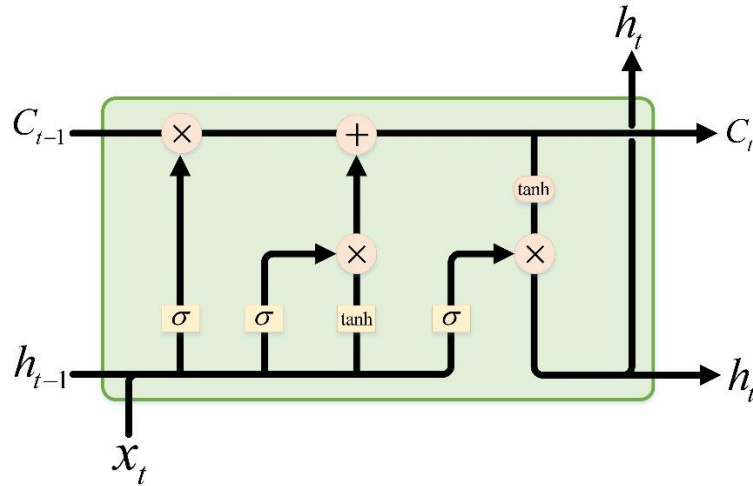 h_t
C_{t-1} × + C_t
tanh
× ×
σ σ tanh σ
h_{t-1} h_t
x_t